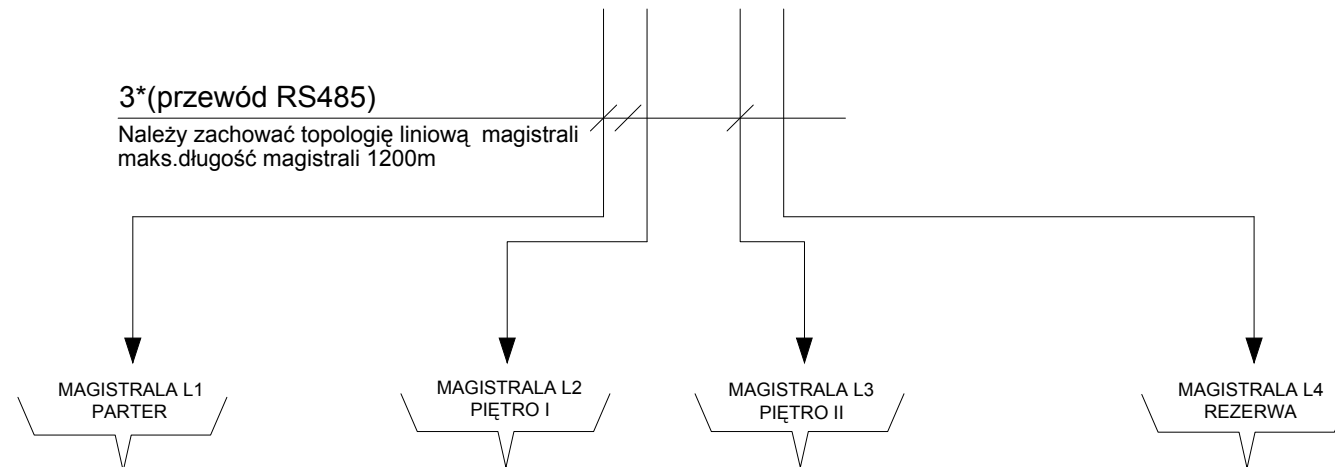 3*(przewód RS485)
Należy zachować topologię liniową magistrali
maks.długość magistrali 1200m
MAGISTRALA L1
PARTER
MAGISTRALA L2
PIĘTRO I
MAGISTRALA L3
PIĘTRO II
MAGISTRALA L4
REZERWA